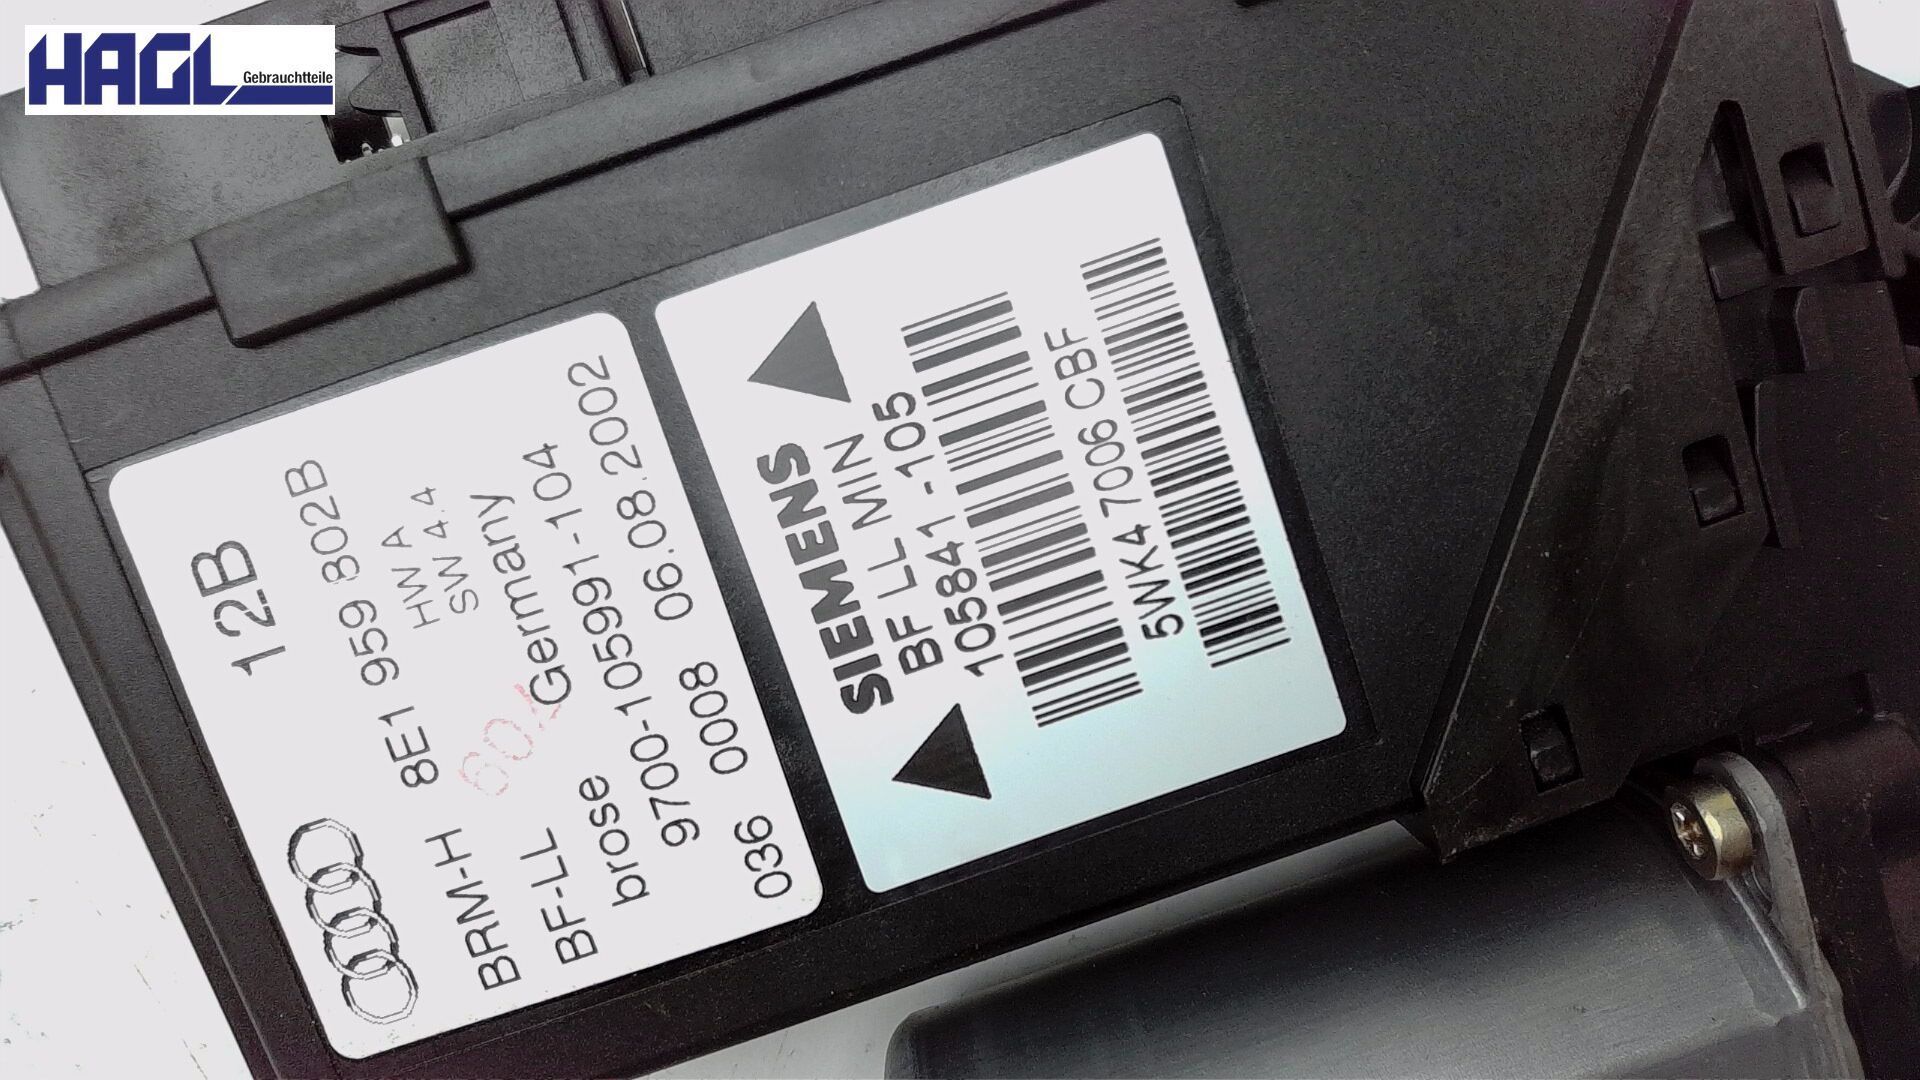 HAGL
Gebrauchtteile
12B
BRM-H 8E1 959 802B
HW A
SW 4.4
BF-LL Germany
brose
9700-105991-104
036 0008 06.08.2002
SIEMENS
BF LL MIN
105841-105
5WK4 7006 CBF